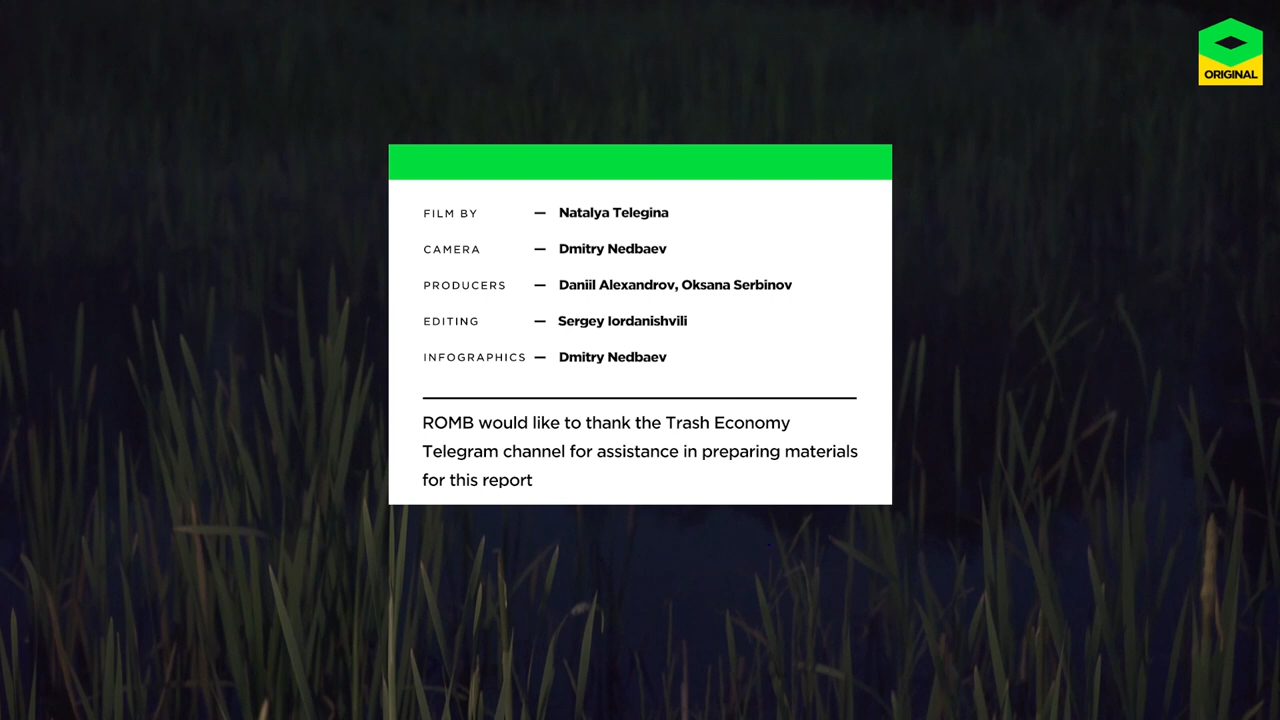 ORIGINAL
FILM BY — Natalya Telegina
CAMERA — Dmitry Nedbaev
PRODUCERS — Daniil Alexandrov, Oksana Serbinov
EDITING — Sergey Iordanishvili
INFOGRAPHICS — Dmitry Nedbaev
ROMB would like to thank the Trash Economy
Telegram channel for assistance in preparing materials
for this report